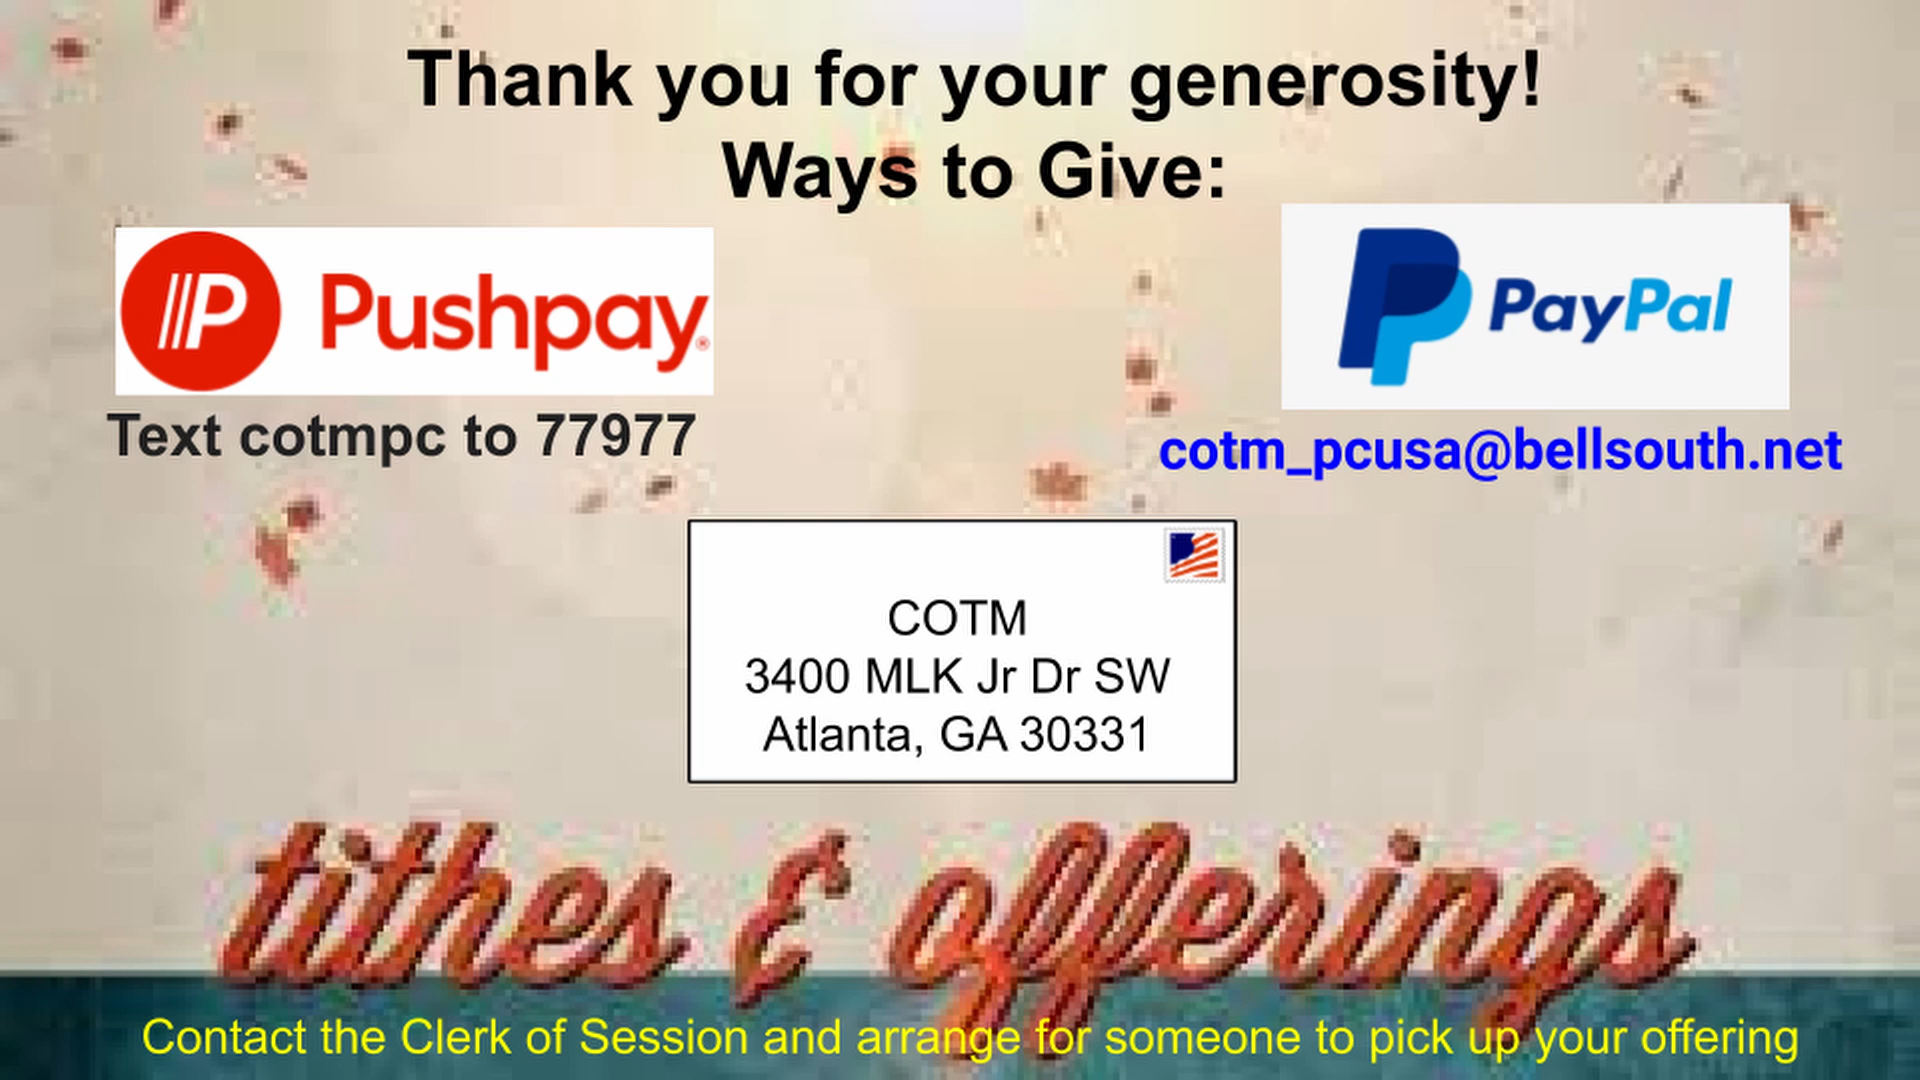 Thank you for your generosity!
Ways to Give:
Pushpay®
PayPal
Text cotmpc to 77977
cotm_pcusa@bellsouth.net
COTM
3400 MLK Jr Dr SW
Atlanta, GA 30331
tithes & offerings
Contact the Clerk of Session and arrange for someone to pick up your offering